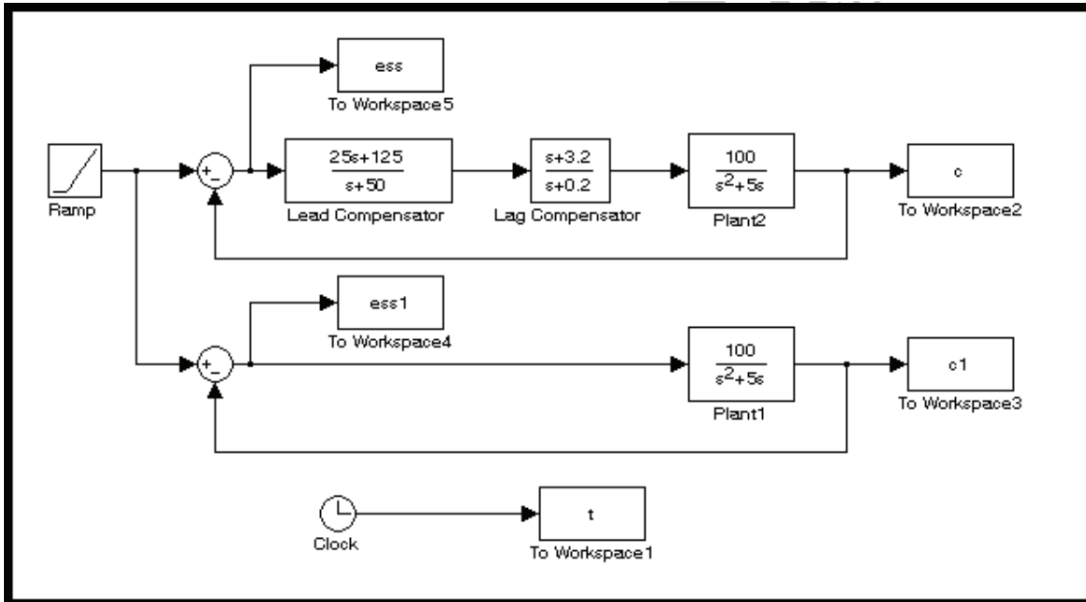 ess
To Workspace5
Ramp
+
-
25s+125
s+50
Lead Compensator
s+3.2
s+0.2
Lag Compensator
100
s²+5s
Plant2
c
To Workspace2
ess1
To Workspace4
+
-
100
s²+5s
Plant1
c1
To Workspace3
Clock
t
To Workspace1